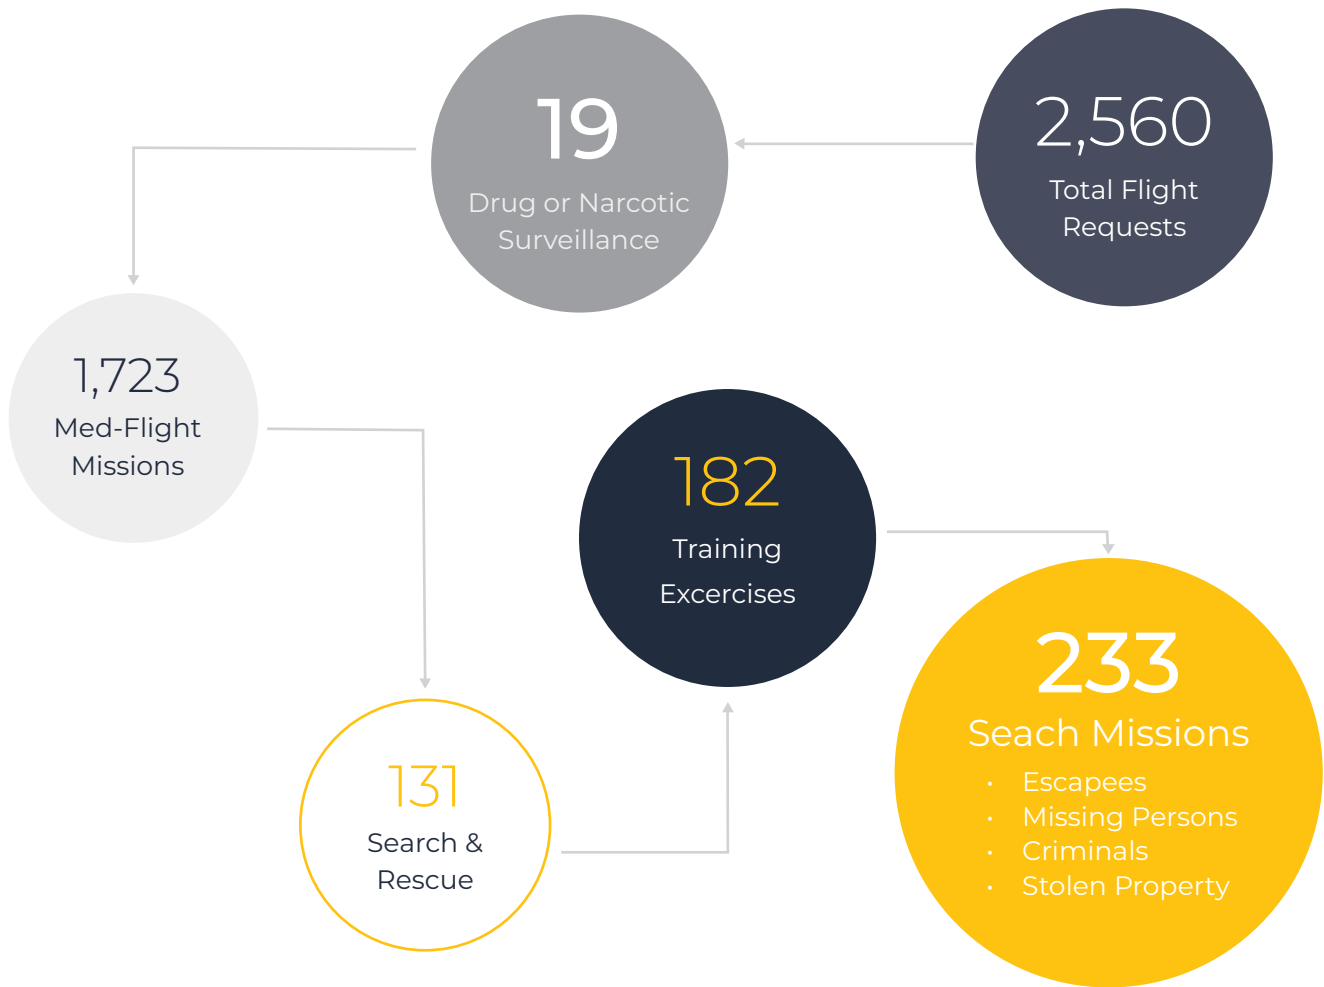 2,560
Total Flight
Requests
19
Drug or Narcotic
Surveillance
1,723
Med-Flight
Missions
131
Search &
Rescue
182
Training
Excercises
233
Seach Missions
• Escapees
• Missing Persons
• Criminals
• Stolen Property